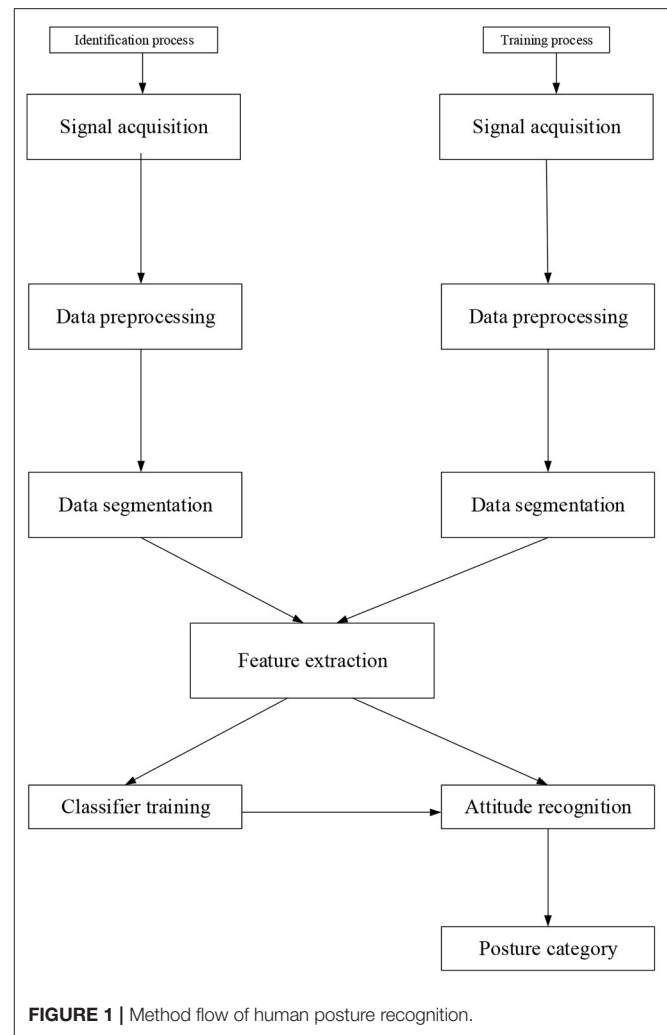 Identification process
Training process
Signal acquisition
Signal acquisition
Data preprocessing
Data preprocessing
Data segmentation
Data segmentation
Feature extraction
Classifier training
Attitude recognition
Posture category
FIGURE 1 | Method flow of human posture recognition.